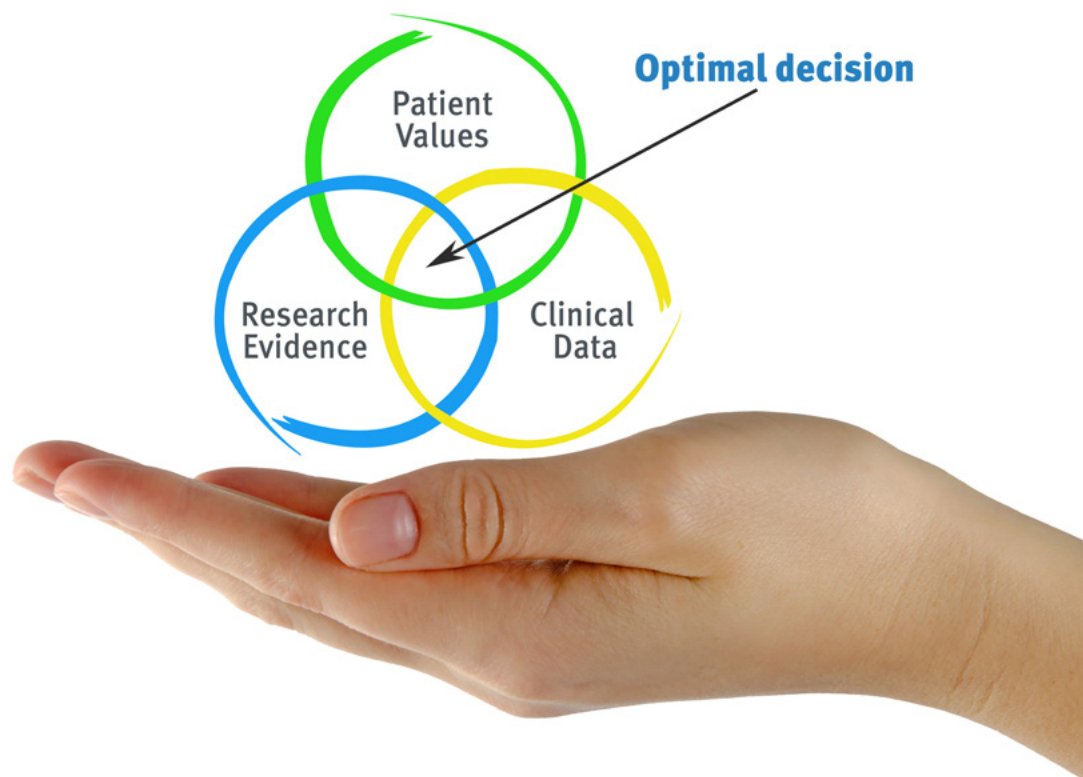 Optimal decision
Patient
Values
Research
Evidence
Clinical
Data